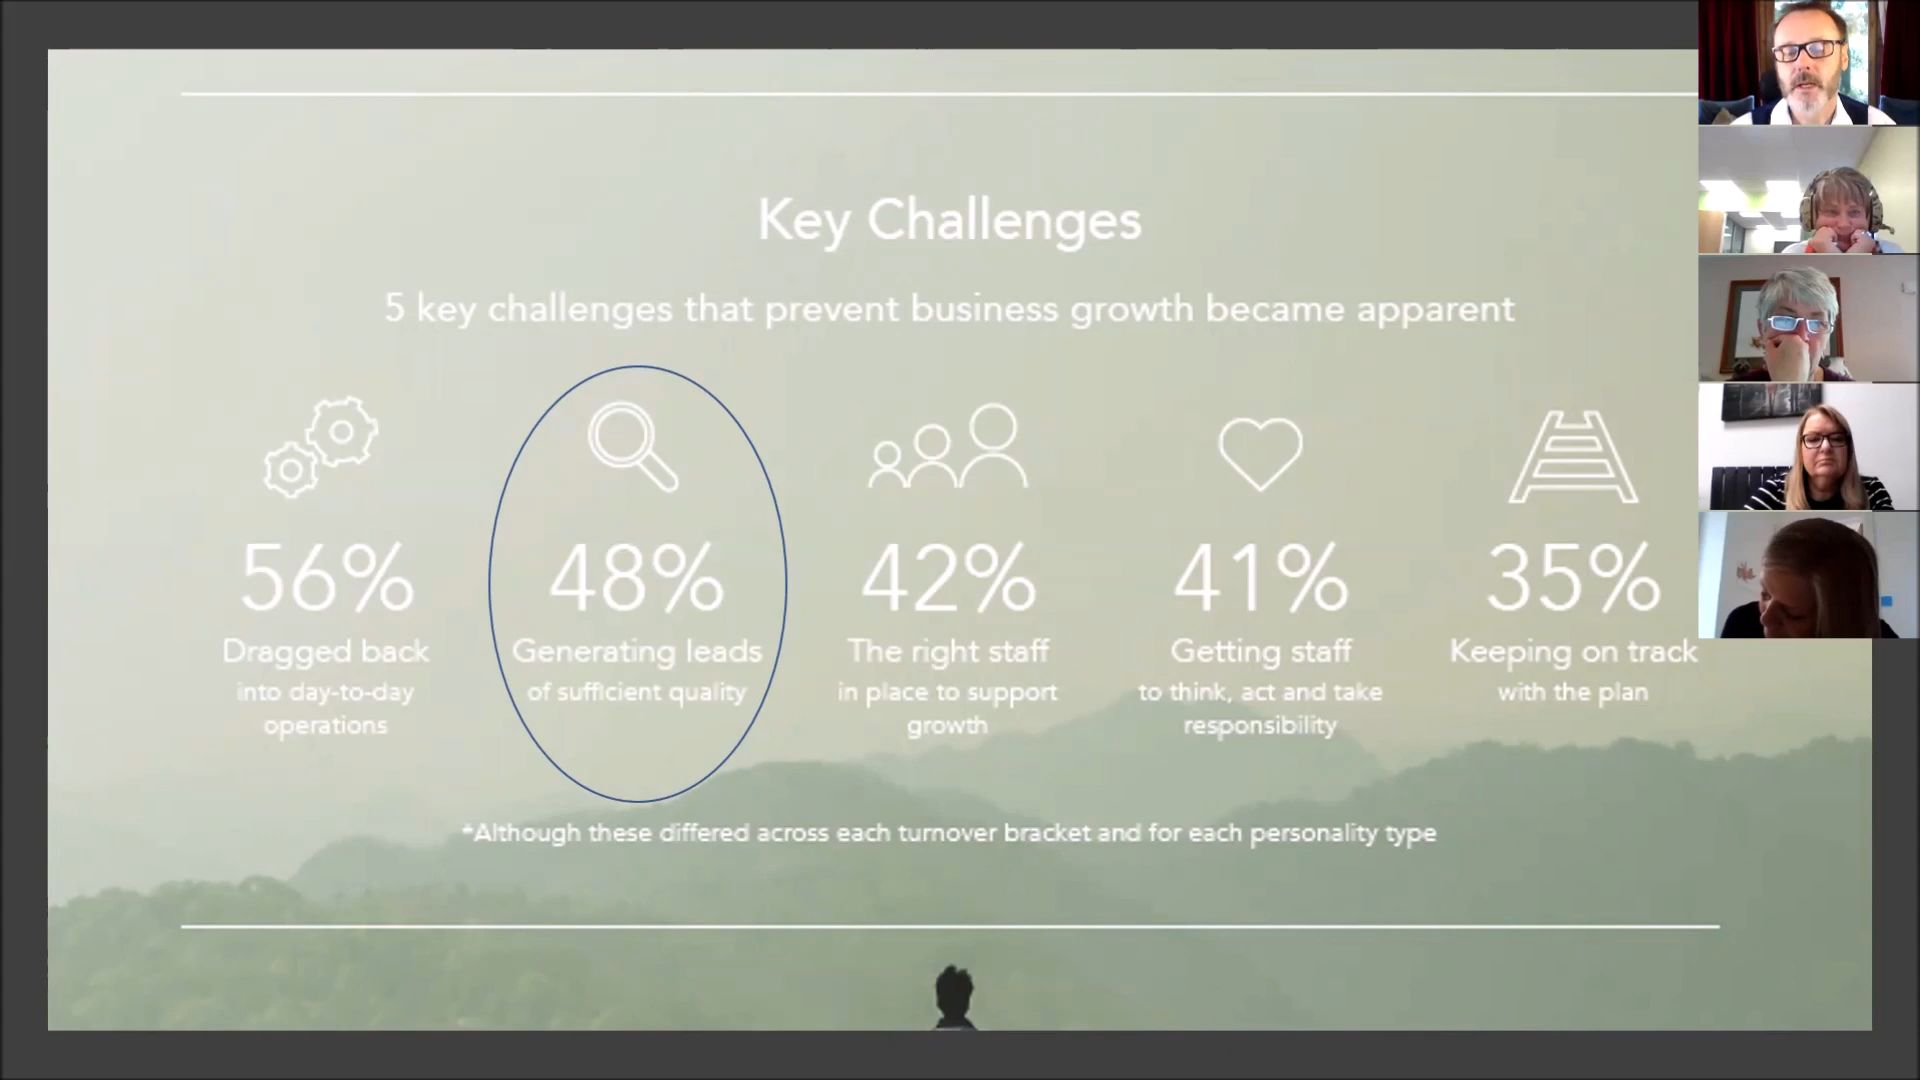 Key Challenges
5 key challenges that prevent business growth became apparent
56%
Dragged back
into day-to-day
operations
48%
Generating leads
of sufficient quality
42%
The right staff
in place to support
growth
41%
Getting staff
to think, act and take
responsibility
35%
Keeping on track
with the plan
*Although these differed across each turnover bracket and for each personality type